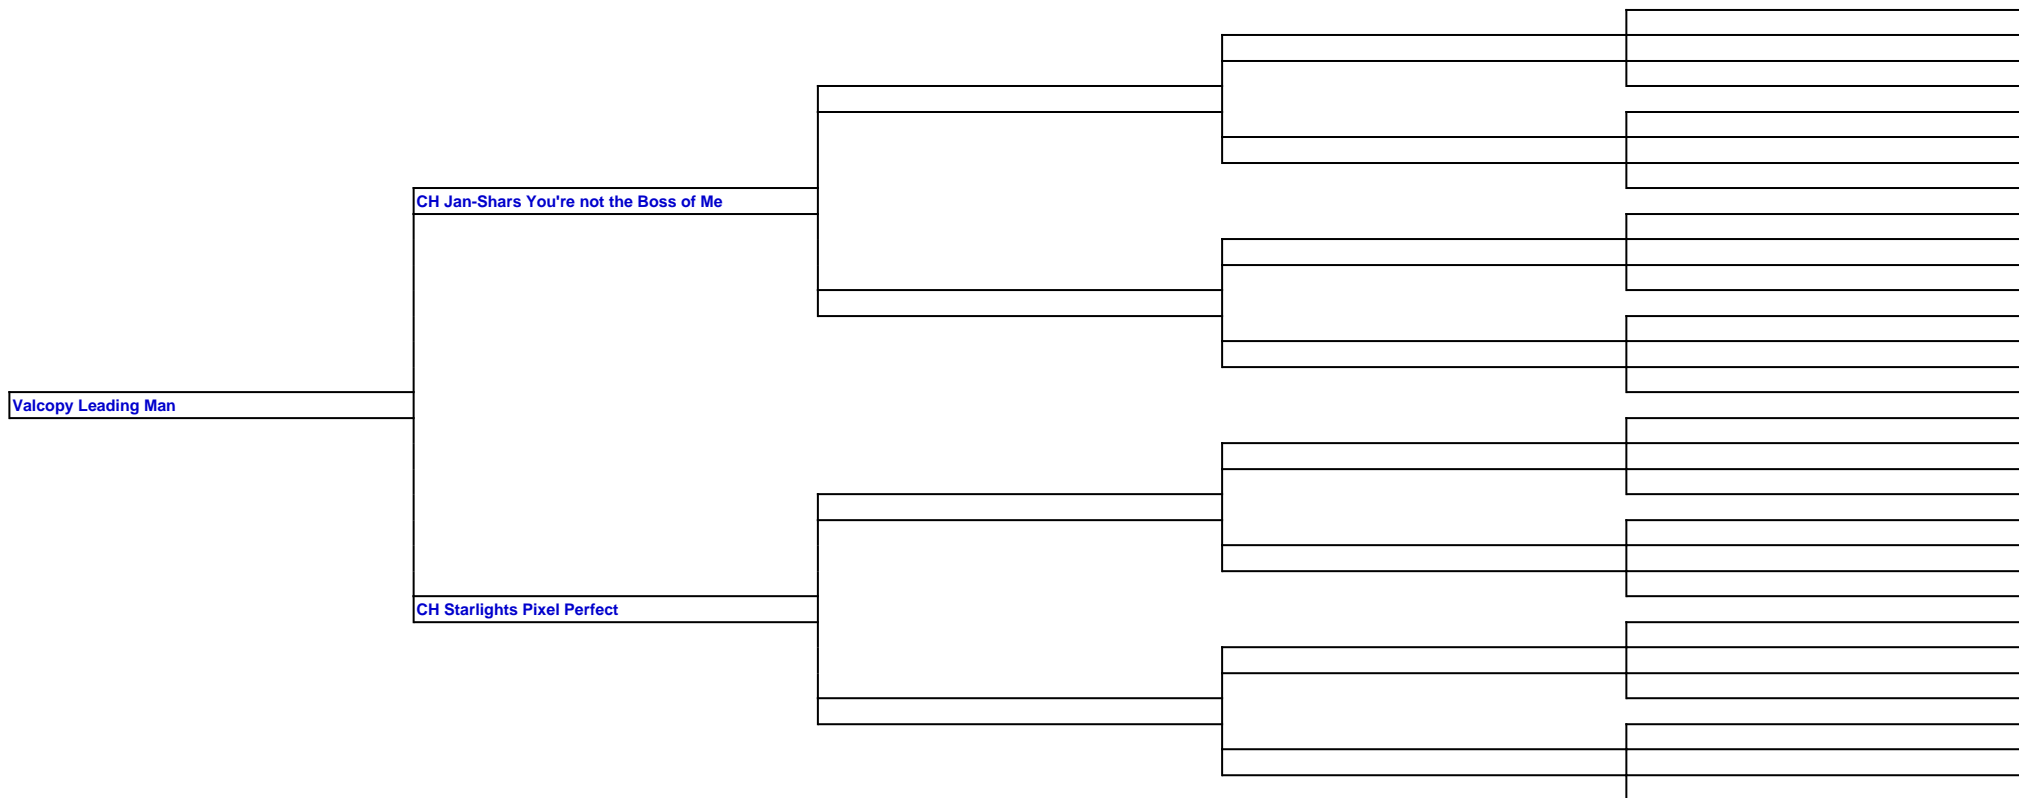 CH Jan-Shars You're not the Boss of Me
Valcopy Leading Man
CH Starlights Pixel Perfect